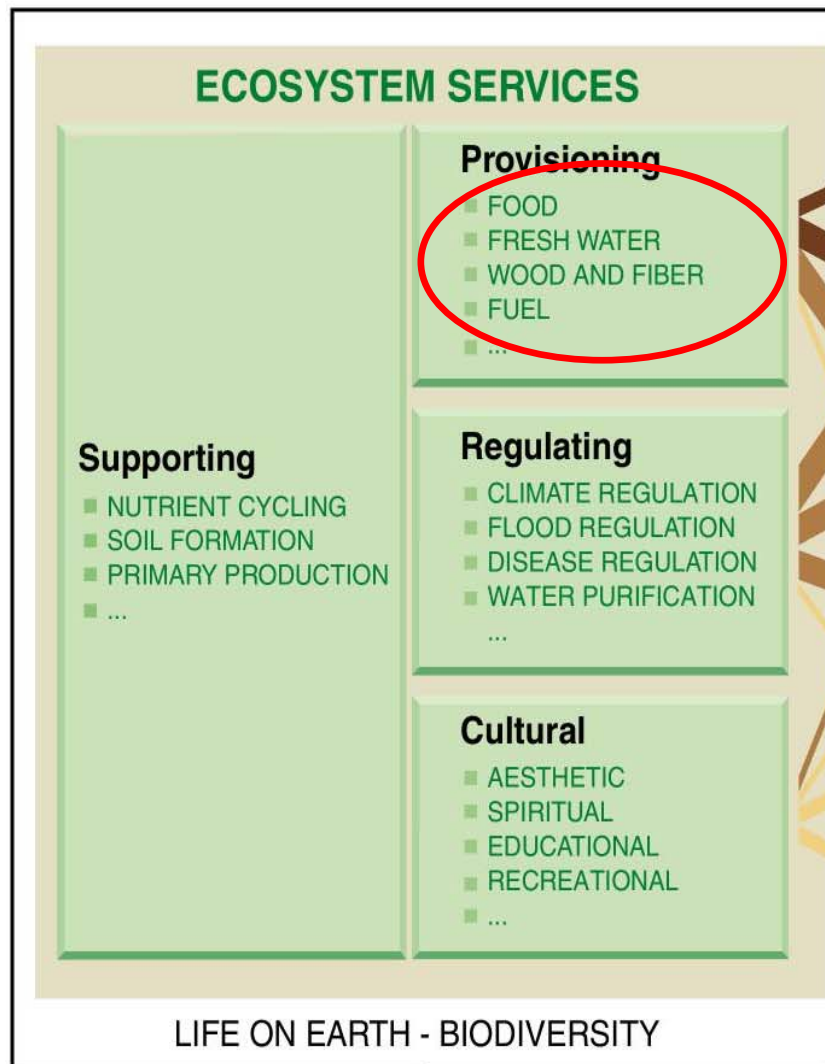 ECOSYSTEM SERVICES
Supporting
NUTRIENT CYCLING
SOIL FORMATION
PRIMARY PRODUCTION
...
Provisioning
FOOD
FRESH WATER
WOOD AND FIBER
FUEL
...
Regulating
CLIMATE REGULATION
FLOOD REGULATION
DISEASE REGULATION
WATER PURIFICATION
...
Cultural
AESTHETIC
SPIRITUAL
EDUCATIONAL
RECREATIONAL
...
LIFE ON EARTH - BIODIVERSITY